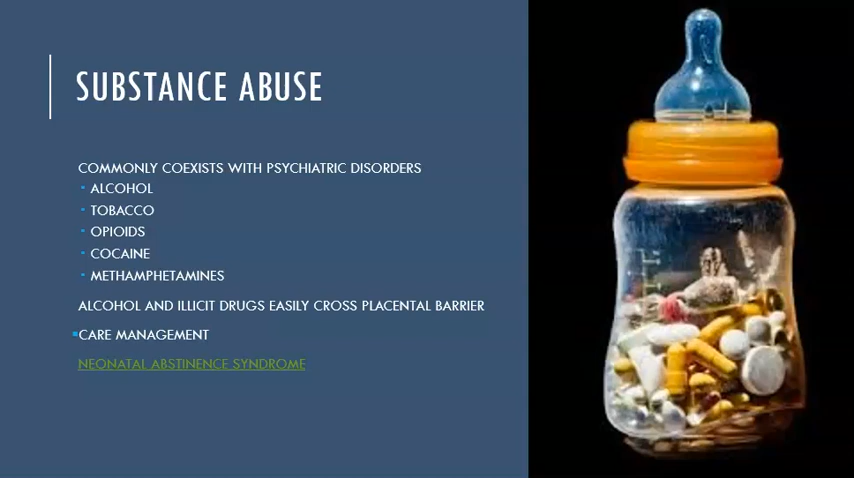 SUBSTANCE ABUSE
COMMONLY COEXISTS WITH PSYCHIATRIC DISORDERS
ALCOHOL
TOBACCO
OPIOIDS
COCAINE
METHAMPHETAMINES
ALCOHOL AND ILLICIT DRUGS EASILY CROSS PLACENTAL BARRIER
CARE MANAGEMENT
NEONATAL ABSTINENCE SYNDROME